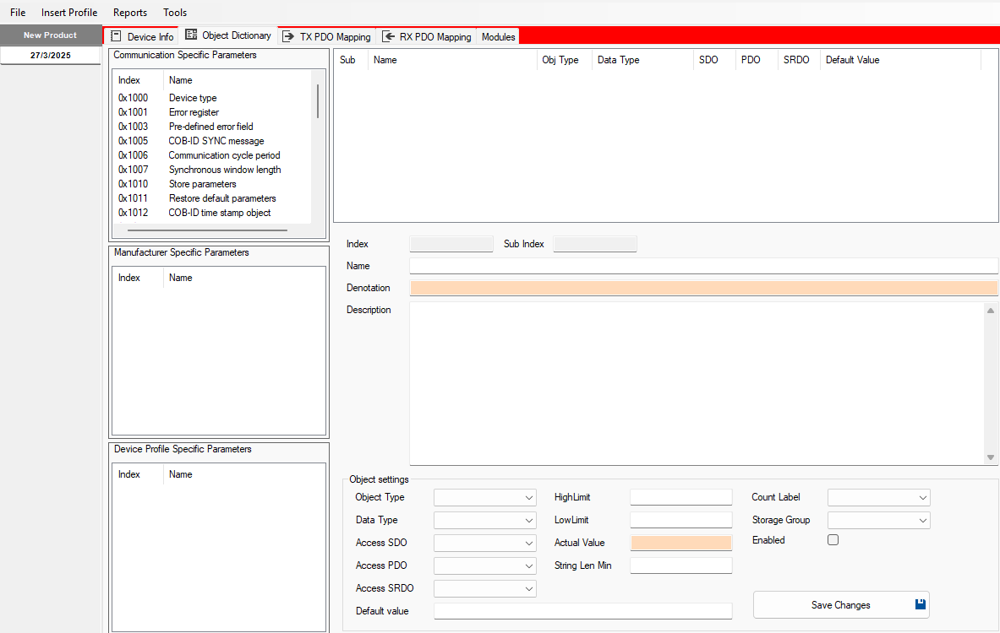 File Insert Profile Reports Tools
New Product
27/3/2025
Device Info Object Dictionary TX PDO Mapping RX PDO Mapping Modules
Communication Specific Parameters
Index Name
0x1000 Device type
0x1001 Error register
0x1003 Pre-defined error field
0x1005 COB-ID SYNC message
0x1006 Communication cycle period
0x1007 Synchronous window length
0x1010 Store parameters
0x1011 Restore default parameters
0x1012 COB-ID time stamp object
Manufacturer Specific Parameters
Index Name
Device Profile Specific Parameters
Index Name
Sub Name Obj Type Data Type SDO PDO SRDO Default Value
Index Sub Index
Name
Denotation
Description
Object settings
Object Type HighLimit Count Label
Data Type LowLimit Storage Group
Access SDO Actual Value Enabled
Access PDO String Len Min
Access SRDO
Default value Save Changes